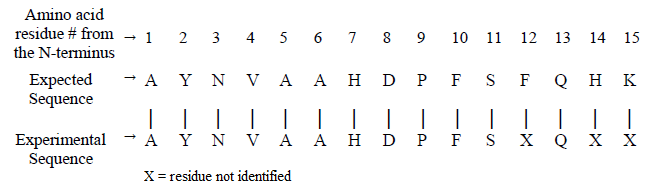 Amino acid
residue # from → 1 2 3 4 5 6 7 8 9 10 11 12 13 14 15
the N-terminus
Expected → A Y N V A A H D P F S F Q H K
Sequence
| | | | | | | | | | | | | | |
Experimental → A Y N V A A H D P F S X Q X X
Sequence
X = residue not identified